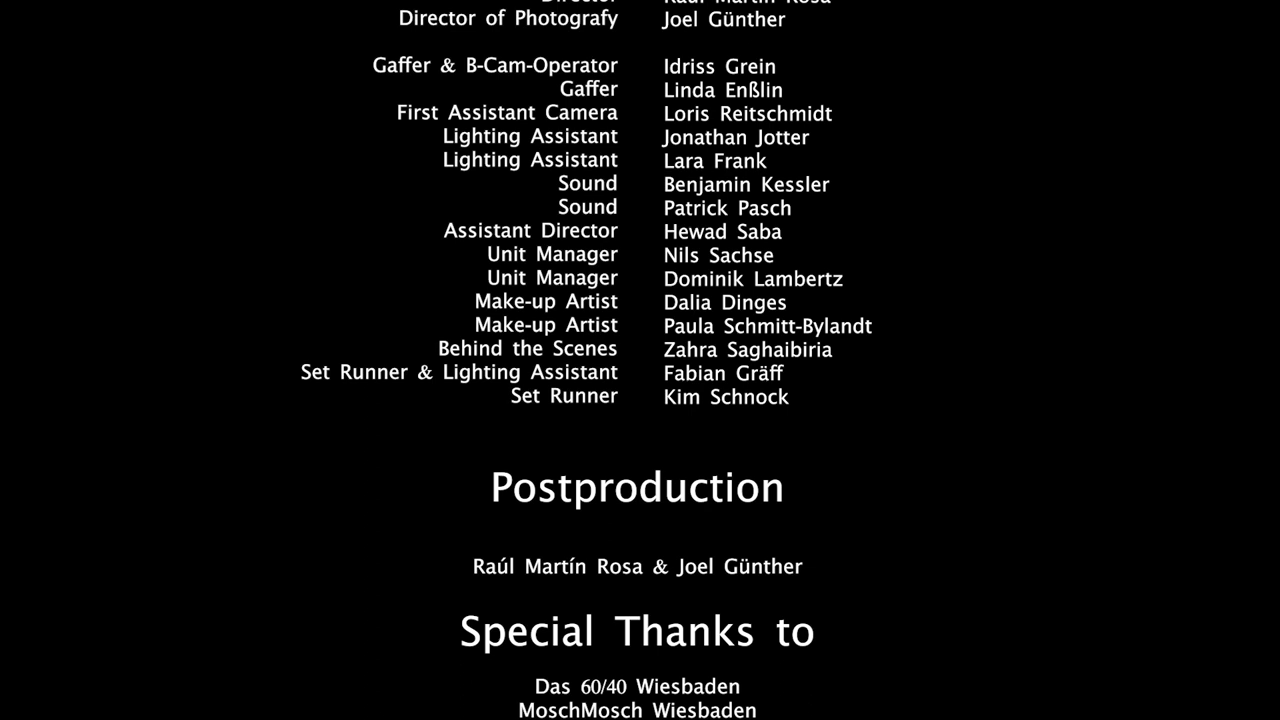 Director Raúl Martín Rosa
Director of Photografy Joel Günther
Gaffer & B-Cam-Operator Idriss Grein
Gaffer Linda Enßlin
First Assistant Camera Loris Reitschmidt
Lighting Assistant Jonathan Jotter
Lighting Assistant Lara Frank
Sound Benjamin Kessler
Sound Patrick Pasch
Assistant Director Hewad Saba
Unit Manager Nils Sachse
Unit Manager Dominik Lambertz
Make-up Artist Dalia Dinges
Make-up Artist Paula Schmitt-Bylandt
Behind the Scenes Zahra Saghaibiria
Set Runner & Lighting Assistant Fabian Gräff
Set Runner Kim Schnock
Postproduction
Raúl Martín Rosa & Joel Günther
Special Thanks to
Das 60/40 Wiesbaden
MoschMosch Wiesbaden